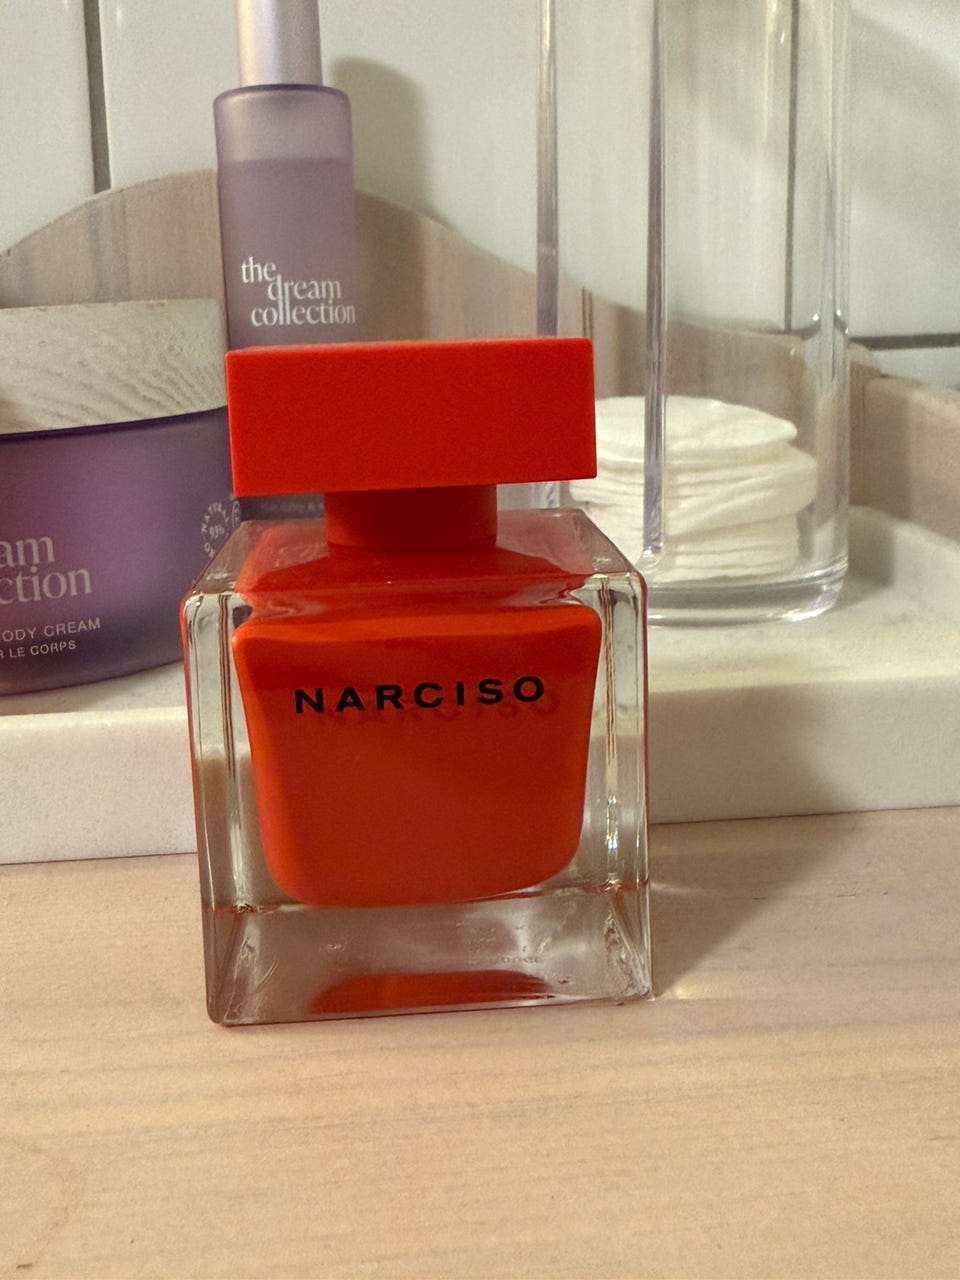 the
dream
collection
am
ction
ODY CREAM
R LE CORPS
NARCISO